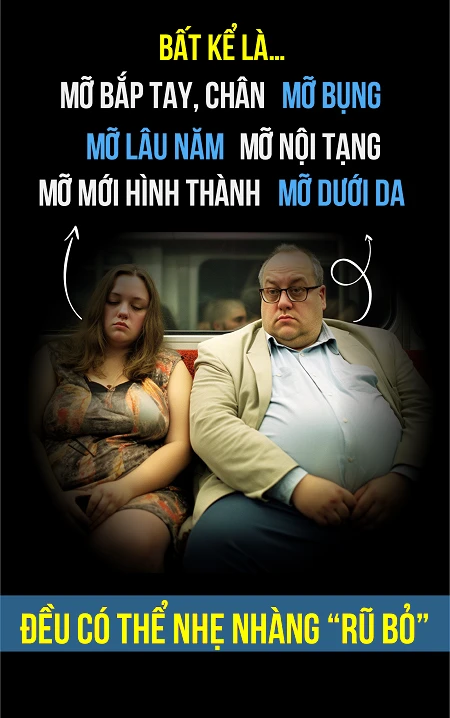 BẤT KỂ LÀ...
MỠ BẮP TAY, CHÂN MỠ BỤNG
MỠ LÂU NĂM MỠ NỘI TẠNG
MỠ MỚI HÌNH THÀNH MỠ DƯỚI DA
ĐỀU CÓ THỂ NHẸ NHÀNG “RŨ BỎ”